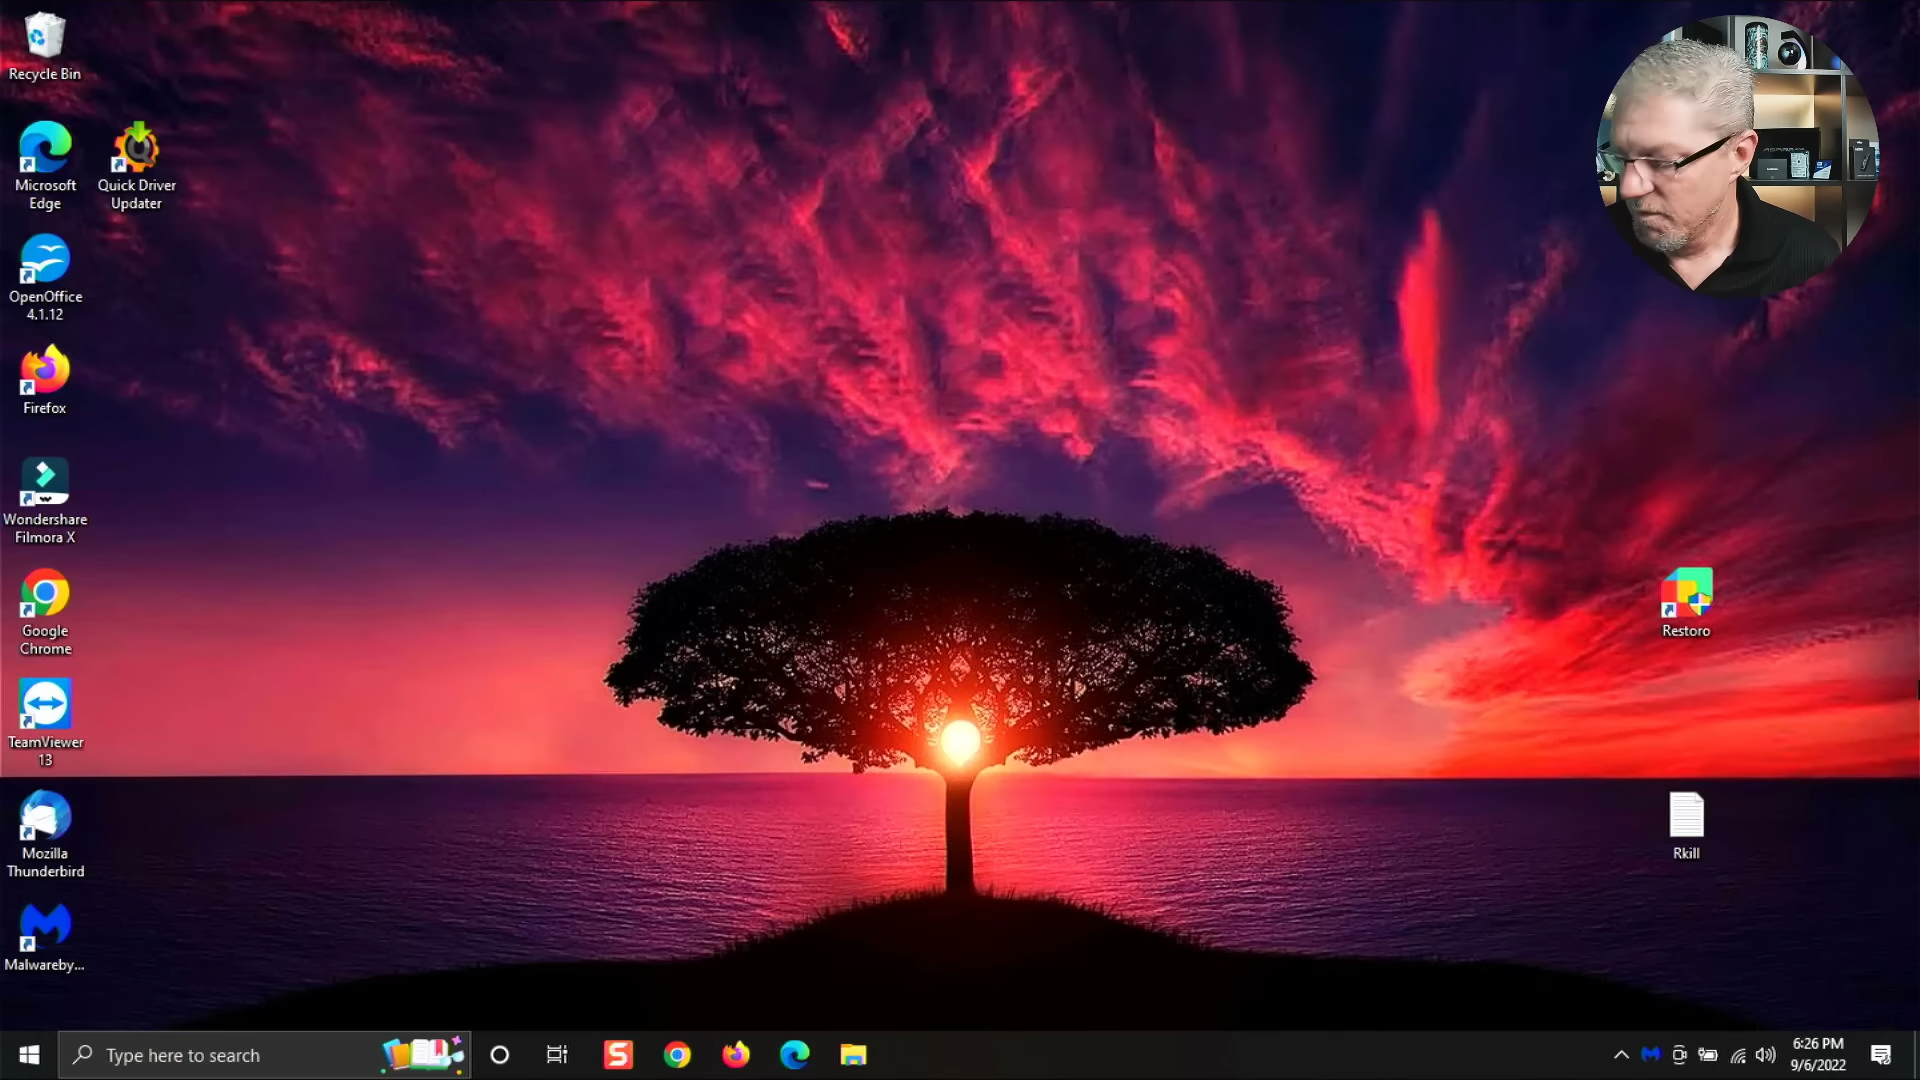 Recycle Bin
Microsoft
Edge
Quick Driver
Updater
OpenOffice
4.1.12
Firefox
Wondershare
Filmora X
Google
Chrome
TeamViewer
13
Mozilla
Thunderbird
Malwareby...
Restoro
Rkill
Type here to search
6:26 PM
9/6/2022